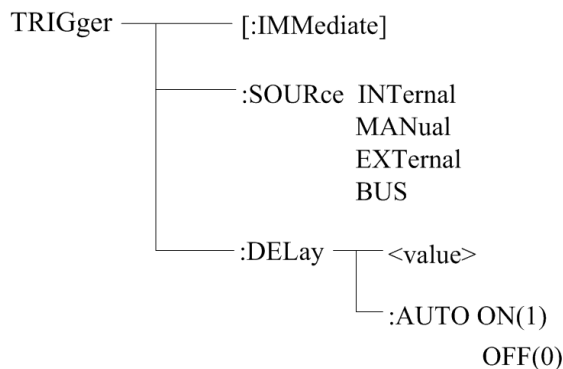 TRIGger [:IMMediate]
:SOURce INTernal
MANual
EXTernal
BUS
:DELay <value>
:AUTO ON(1)
OFF(0)